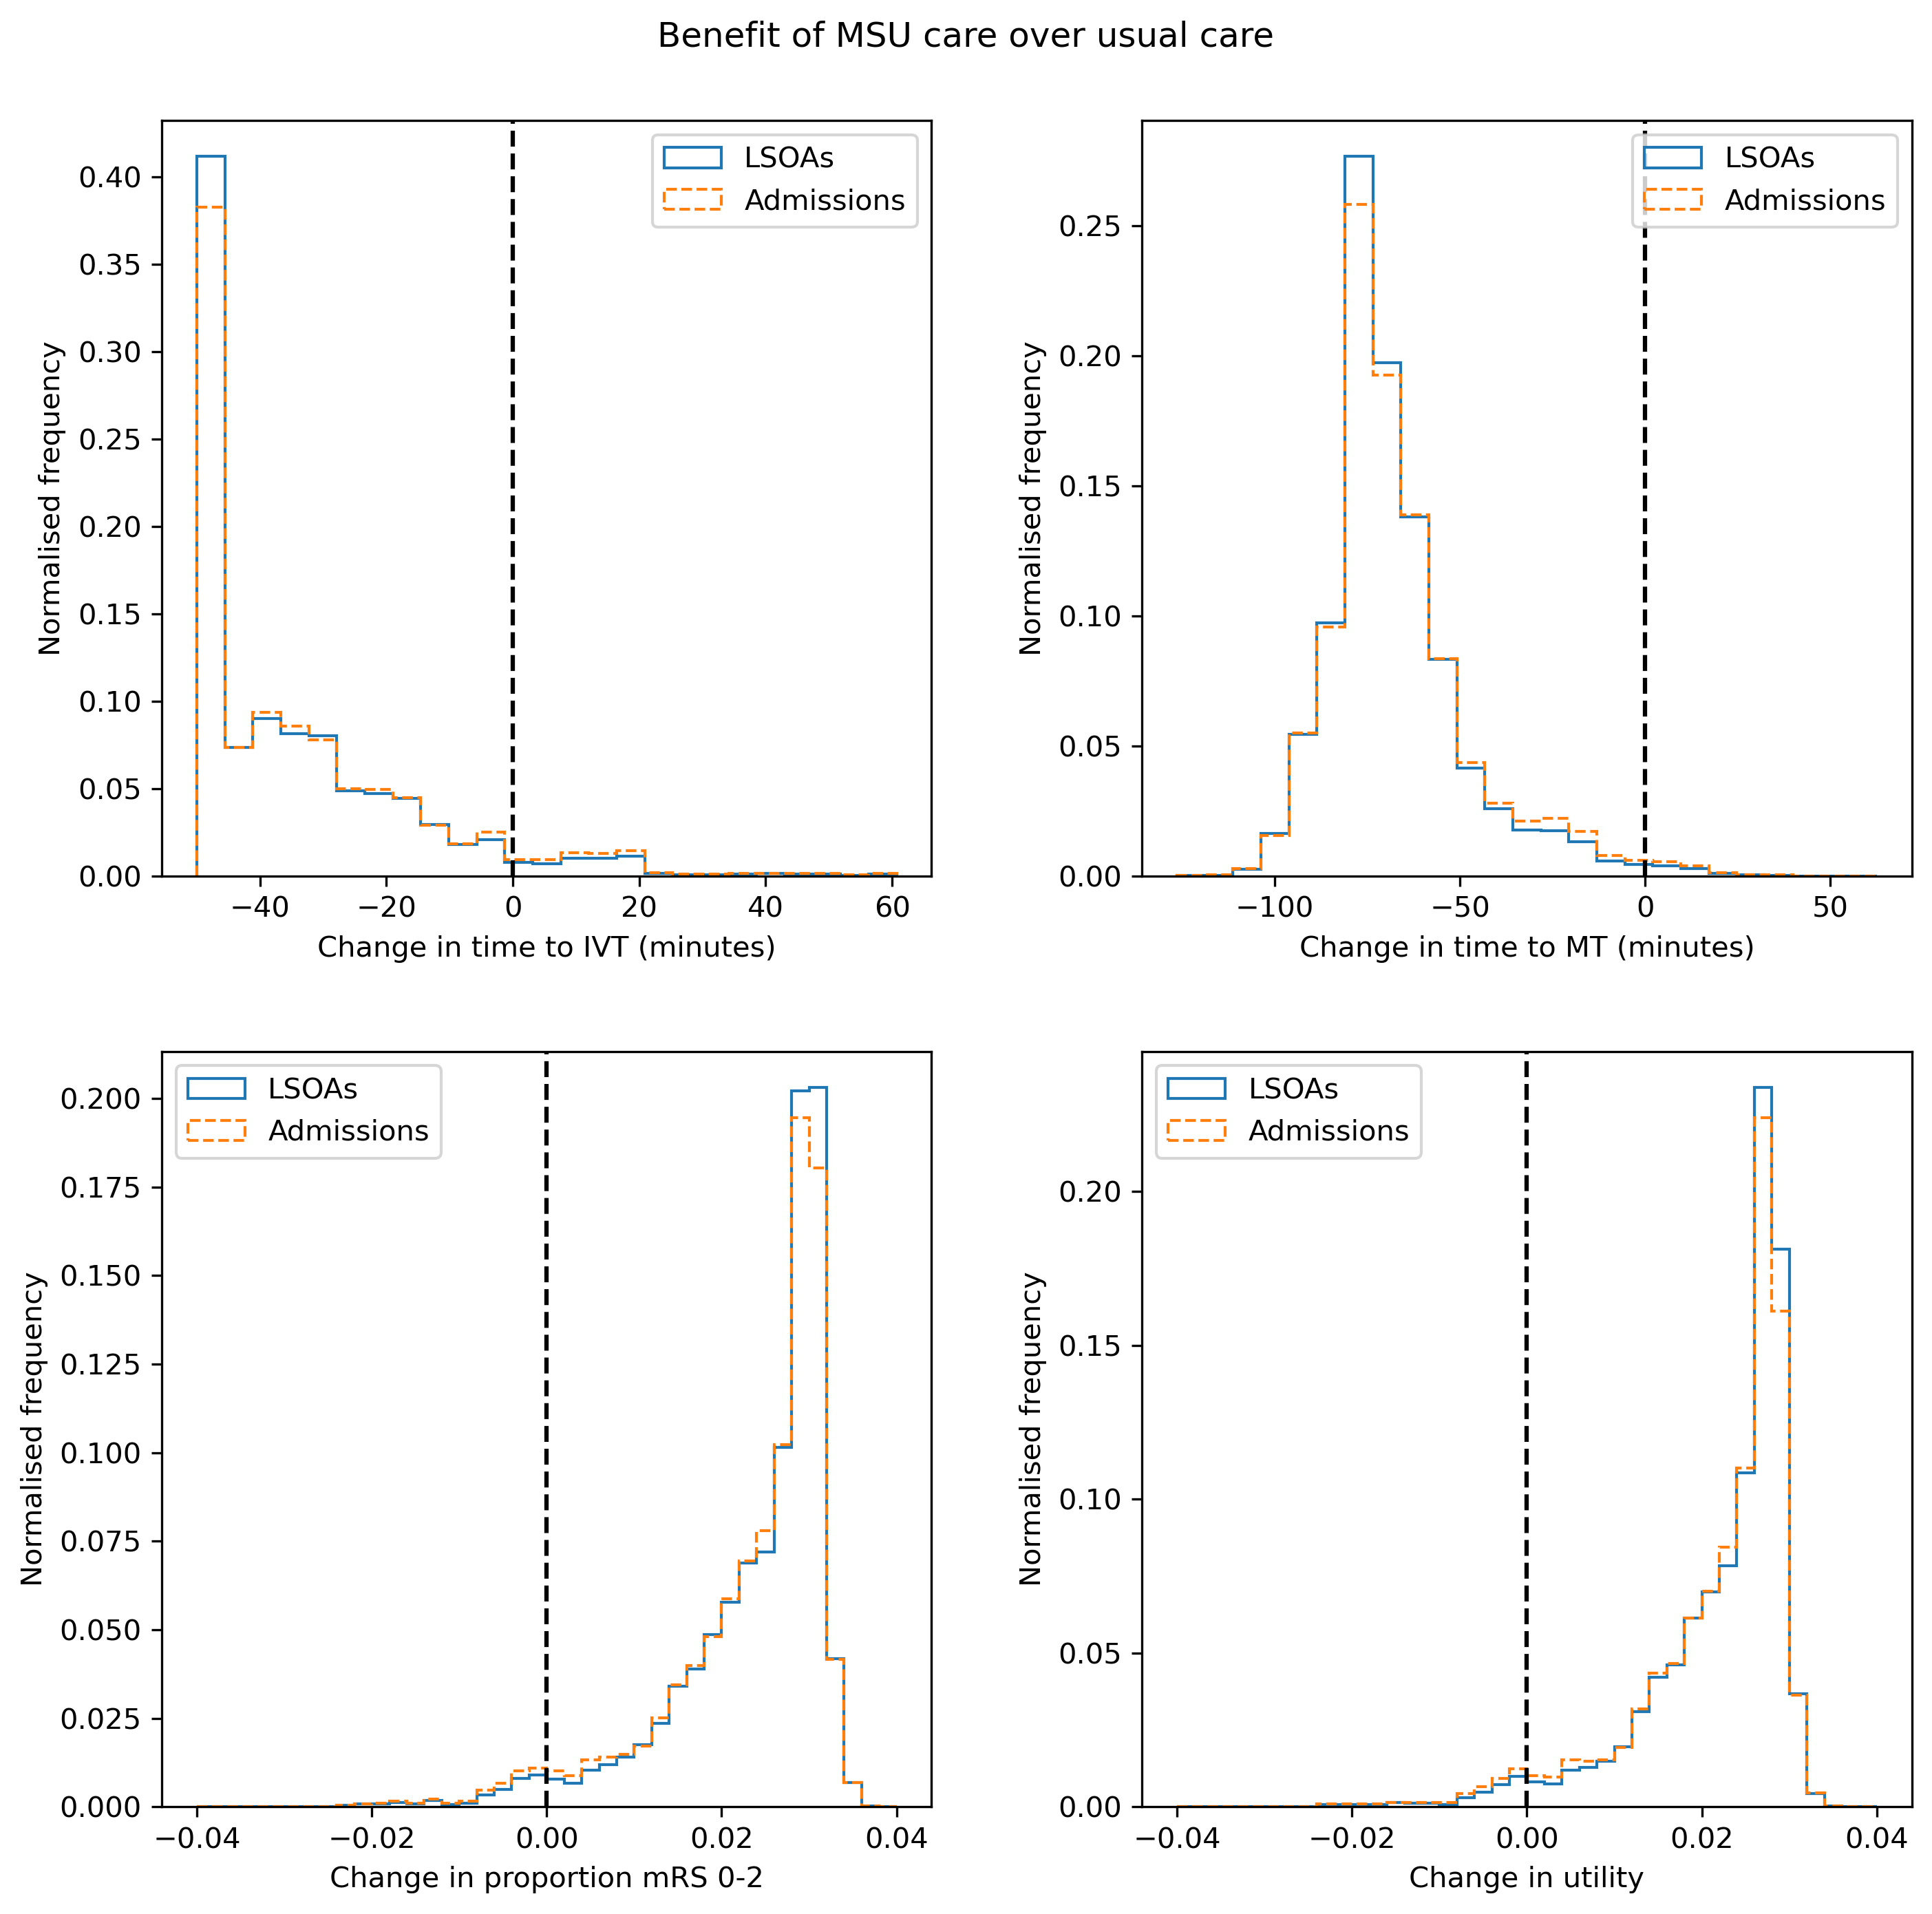 Benefit of MSU care over usual care
LSOAs
Admissions
Normalised frequency
0.40
0.35
0.30
0.25
0.20
0.15
0.10
0.05
0.00
−40 −20 0 20 40 60
Change in time to IVT (minutes)
LSOAs
Admissions
Normalised frequency
0.25
0.20
0.15
0.10
0.05
0.00
−100 −50 0 50
Change in time to MT (minutes)
LSOAs
Admissions
Normalised frequency
0.200
0.175
0.150
0.125
0.100
0.075
0.050
0.025
0.000
−0.04 −0.02 0.00 0.02 0.04
Change in proportion mRS 0-2
LSOAs
Admissions
Normalised frequency
0.20
0.15
0.10
0.05
0.00
−0.04 −0.02 0.00 0.02 0.04
Change in utility